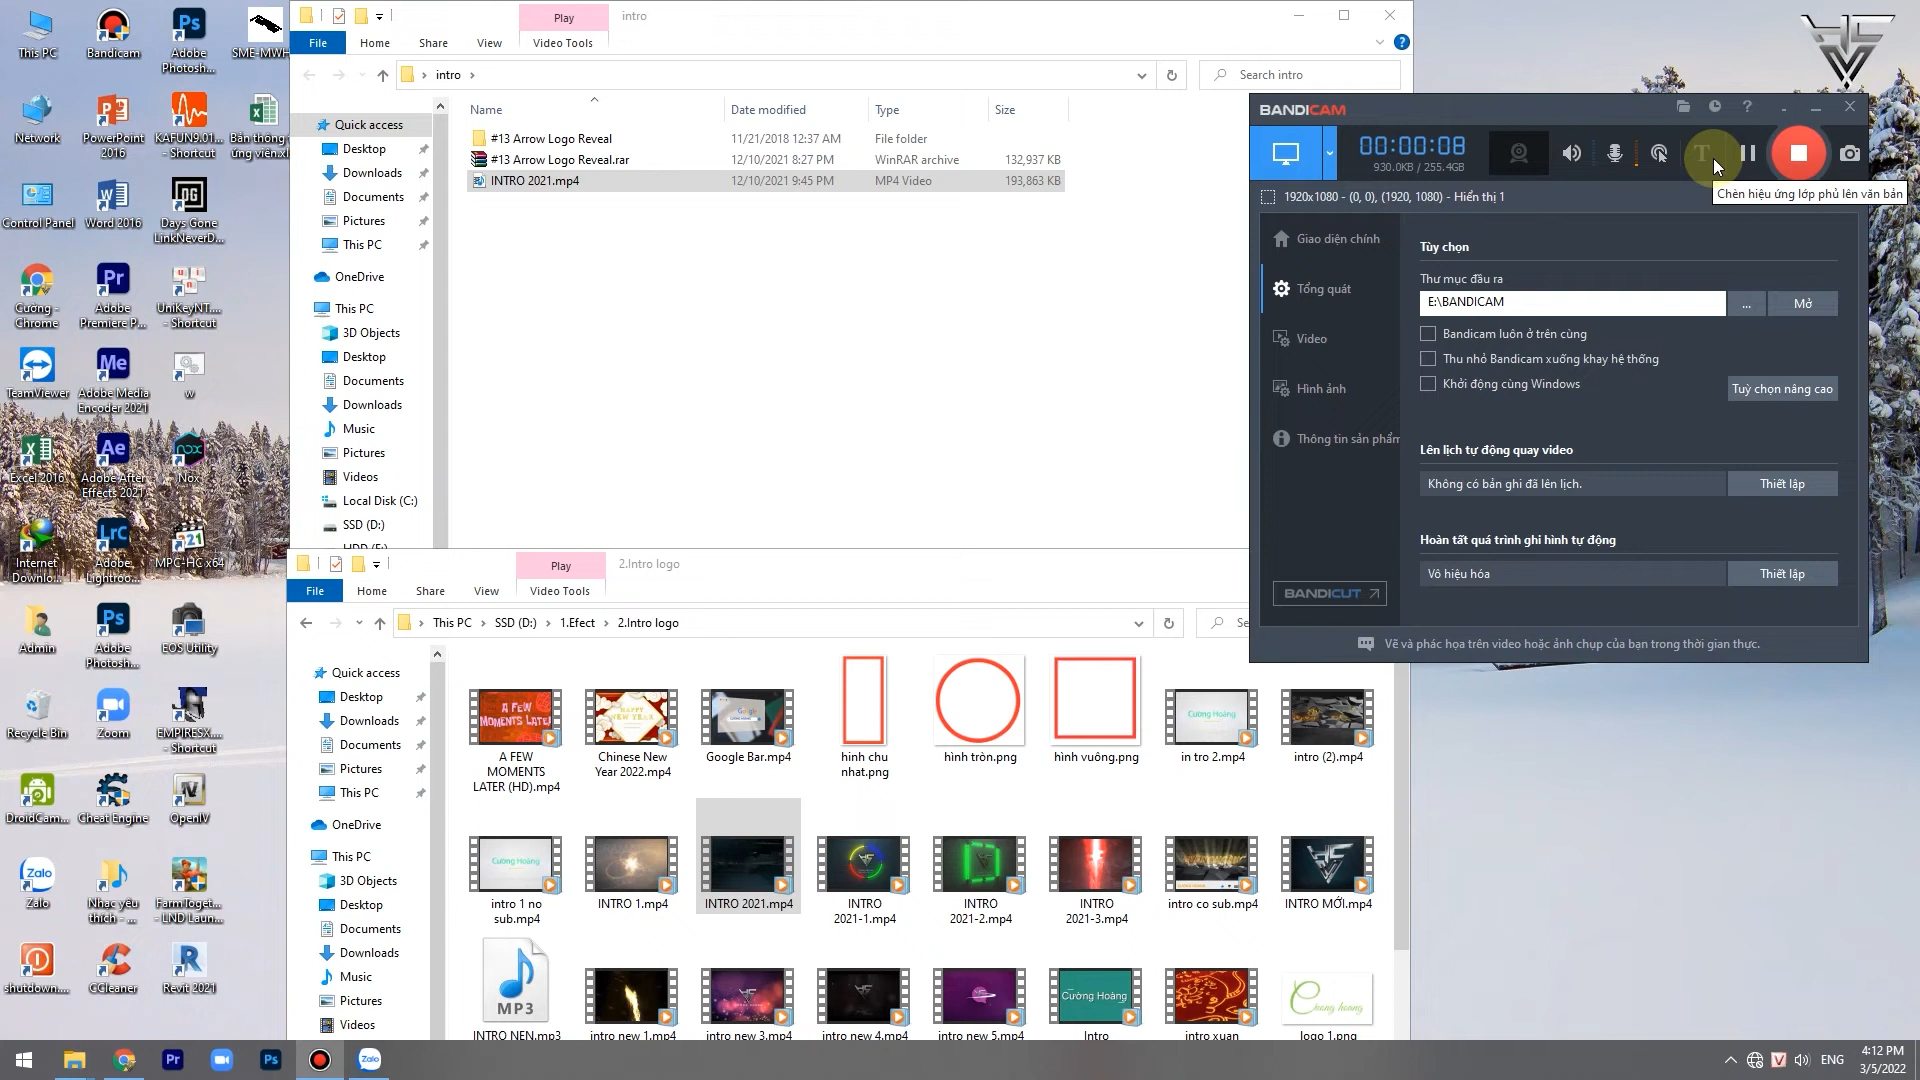 This PC
Bandicam
Adobe
Photosh...
SME-MWH
Network
PowerPoint
2016
KAFUN9.01...
- Shortcut
Bản thông
ứng viên.xl
Control Panel
Word 2016
Days Gone
LinkNeverD...
Cường -
Chrome
Adobe
Premiere P...
UniKeyNT....
- Shortcut
TeamViewer
Adobe Media
Encoder 2021
w
Excel 2016
Adobe After
Effects 2021
Nox
Internet
Downlo...
Adobe
Lightroo...
MPC-HC x64
Admin
Adobe
Photosh...
EOS Utility
Recycle Bin
Zoom
EMPIRESX....
- Shortcut
DroidCam...
Cheat Engine
OpenIV
Zalo
Nhạc yêu
thích - ...
FarmToget...
- LND Laun...
shutdown....
CCleaner
Revit 2021
Play
intro
File
Home
Share
View
Video Tools
intro
Search intro
Name
Date modified
Type
Size
#13 Arrow Logo Reveal
11/21/2018 12:37 AM
File folder
#13 Arrow Logo Reveal.rar
12/10/2021 8:27 PM
WinRAR archive
132,937 KB
INTRO 2021.mp4
12/10/2021 9:45 PM
MP4 Video
193,863 KB
Quick access
Desktop
Downloads
Documents
Pictures
This PC
OneDrive
This PC
3D Objects
Desktop
Documents
Downloads
Music
Pictures
Videos
Local Disk (C:)
SSD (D:)
HDD (E:)
BANDICAM
00:00:08
930.0KB / 255.4GB
Chèn hiệu ứng lớp phủ lên văn bản
1920x1080 - (0, 0), (1920, 1080) - Hiển thị 1
Giao diện chính
Tổng quát
Video
Hình ảnh
Thông tin sản phẩm
BANDICUT
Tùy chọn
Thư mục đầu ra
E:\BANDICAM
...
Mở
Bandicam luôn ở trên cùng
Thu nhỏ Bandicam xuống khay hệ thống
Khởi động cùng Windows
Tuỳ chọn nâng cao
Lên lịch tự động quay video
Không có bản ghi đã lên lịch.
Thiết lập
Hoàn tất quá trình ghi hình tự động
Vô hiệu hóa
Thiết lập
Vẽ và phác họa trên video hoặc ảnh chụp của bạn trong thời gian thực.
Play
2.Intro logo
File
Home
Share
View
Video Tools
This PC
SSD (D:)
1.Efect
2.Intro logo
Se
Quick access
Desktop
Downloads
Documents
Pictures
This PC
OneDrive
This PC
3D Objects
Desktop
Documents
Downloads
Music
Pictures
Videos
A FEW
MOMENTS
LATER (HD).mp4
Chinese New
Year 2022.mp4
Google Bar.mp4
hinh chu
nhat.png
hình tròn.png
hình vuông.png
in tro 2.mp4
intro (2).mp4
intro 1 no
sub.mp4
INTRO 1.mp4
INTRO 2021.mp4
INTRO
2021-1.mp4
INTRO
2021-2.mp4
INTRO
2021-3.mp4
intro co sub.mp4
INTRO MỚI.mp4
MP3
Cường Hoàng
INTRO NEN.mp3
intro new 1.mp4
intro new 3.mp4
intro new 4.mp4
intro new 5.mp4
Intro
intro xuan
logo 1.png
ENG
4:12 PM
3/5/2022